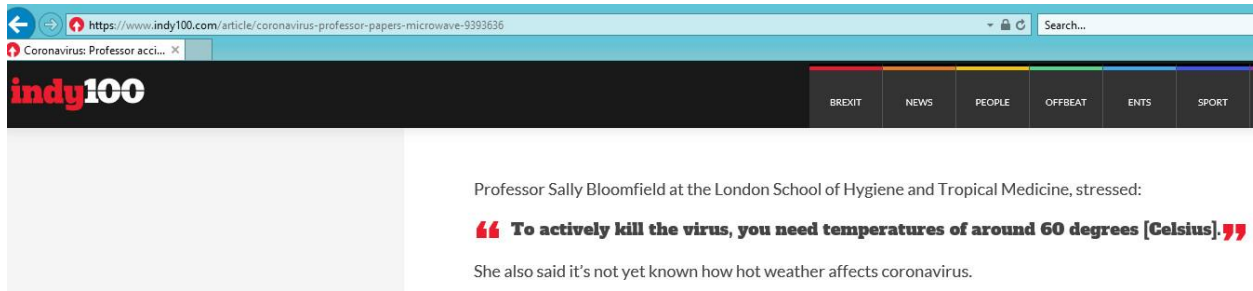 https://www.indy100.com/article/coronavirus-professor-papers-microwave-9393636
Search...
Coronavirus: Professor acci...
indy100
BREXIT NEWS PEOPLE OFFBEAT ENTS SPORT
Professor Sally Bloomfield at the London School of Hygiene and Tropical Medicine, stressed:
“ To actively kill the virus, you need temperatures of around 60 degrees [Celsius].”
She also said it's not yet known how hot weather affects coronavirus.